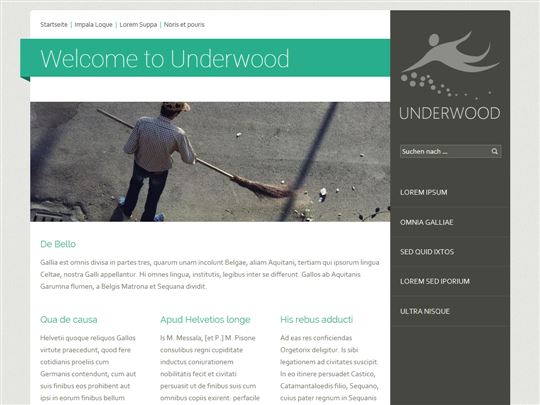 Startseite | Impala Loque | Lorem Suppa | Noris et pouris
Welcome to Underwood
UNDERWOOD
Suchen nach ...
LOREM IPSUM
OMNIA GALLIAE
SED QUID IXTOS
LOREM SED IPORIUM
ULTRA NISQUE
De Bello
Gallia est omnis divisa in partes tres, quarum unam incolunt Belgae, aliam Aquitani, tertiam qui ipsorum lingua
Celtae, nostra Galli appellantur. Hi omnes lingua, institutis, legibus inter se differunt. Gallos ab Aquitanis
Garumna flumen, a Belgis Matrona et Sequana dividit.
Qua de causa
Helvetii quoque reliquos Gallos
virtute praecedunt, quod fere
cotidianis proeliis cum
Germanis contendunt, cum aut
suis finibus eos prohibent aut
ipsi in eorum finibus bellum
Apud Helvetios longe
Is M. Messala, [et P.] M. Pisone
consulibus regni cupiditate
inductus coniurationem
nobilitatis fecit et civitati
persuasit ut de finibus suis cum
omnibus copiis exirent: perfacile
His rebus adducti
Ad eas res conficiendas
Orgetorix deligitur. Is sibi
legationem ad civitates suscipit.
In eo itinere persuadet Castico,
Catamantaloedis filio, Sequano,
cuius pater regnum in Sequanis